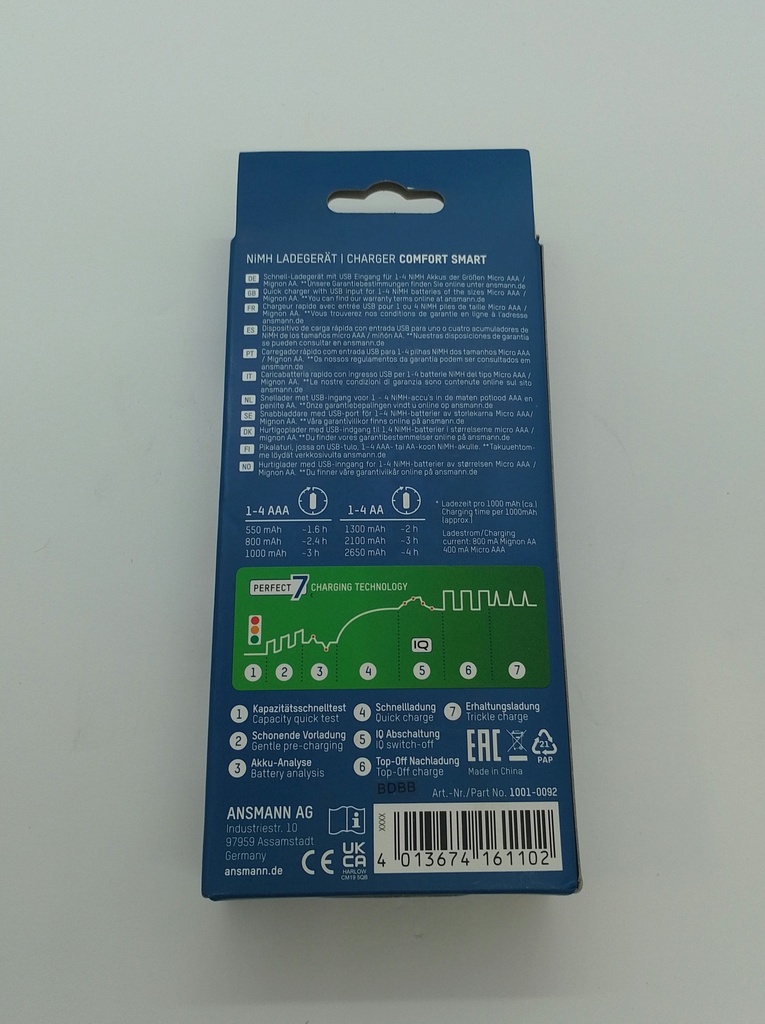 NiMH LADEGERÄT | CHARGER COMFORT SMART
DE Schnell-Ladegerät mit USB Eingang für 1-4 NiMH Akkus der Größen Micro AAA /
Mignon AA. **Unsere Garantiebestimmungen finden Sie online unter ansmann.de
GB Quick charger with USB input for 1-4 NiMH batteries of the sizes Micro AAA /
Mignon AA. **You can find our warranty terms online at ansmann.de
FR Chargeur rapide avec entrée USB pour 1 ou 4 NiMH piles de taille Micro AAA /
Mignon AA. **Vous trouverez nos conditions de garantie en ligne à l'adresse
ansmann.de
ES Dispositivo de carga rápida con entrada USB para uno o cuatro acumuladores de
NiMH de los tamaños micro AAA / miñón AA. **Nuestras disposiciones de garantía
se pueden consultar en ansmann.de
PT Carregador rápido com entrada USB para 1-4 pilhas NiMH dos tamanhos Micro AAA
/ Mignon AA. **Os nossos regulamentos da garantia podem ser consultados em
ansmann.de
IT Caricabatteria rapido con ingresso USB per 1-4 batterie NiMH del tipo Micro AAA /
Mignon AA. **Le nostre condizioni di garanzia sono contenute online sul sito
ansmann.de
NL Snellader met USB-ingang voor 1 - 4 NiMH-accu's in de maten potlood AAA en
penlite AA. **Onze garantiebepalingen vindt u online op ansmann.de
SE Snabbladdare med USB-port för 1-4 NiMH-batterier av storlekarna Micro AAA/
Mignon AA. **Våra garantivillkor finns online på ansmann.de
DK Hurtigoplader med USB-indgang til 1,4 NiMH-batterier i størrelserne micro AAA /
mignon AA. **Du finder vores garantibestemmelser online på ansmann.de
FI Pikalaturi, jossa on USB-tulo, 1-4 AAA- tai AA-koon NiMH-akulle. **Takuuehtom-
me löydät verkkosivulta ansmann.de
NO Hurtiglader med USB-inngang for 1-4 NiMH-batterier av størrelsen Micro AAA /
Mignon AA. **Du finner våre garantivilkår online på ansmann.de
1-4 AAA 1-4 AA
550 mAh ~1.6 h 1300 mAh ~2 h
800 mAh ~2.4 h 2100 mAh ~3 h
1000 mAh ~3 h 2650 mAh ~4 h
* Ladezeit pro 1000 mAh (ca.)
Charging time per 1000mAh
(approx.)
Ladestrom/Charging
current: 800 mA Mignon AA
400 mA Micro AAA
PERFECT 7 CHARGING TECHNOLOGY
IQ
1 2 3 4 5 6 7
1 Kapazitätsschnelltest
Capacity quick test
2 Schonende Vorladung
Gentle pre-charging
3 Akku-Analyse
Battery analysis
4 Schnellladung
Quick charge
5 IQ Abschaltung
IQ switch-off
6 Top-Off Nachladung
Top-Off charge
7 Erhaltungsladung
Trickle charge
EAC
21
PAP
Made in China
BDBB
Art.-Nr./Part No. 1001-0092
ANSMANN AG
Industriestr. 10
97959 Assamstadt
Germany
ansmann.de
i
CE
UK
CA
HARLOW
CM19 5QB
XXXX
4 013674 161102